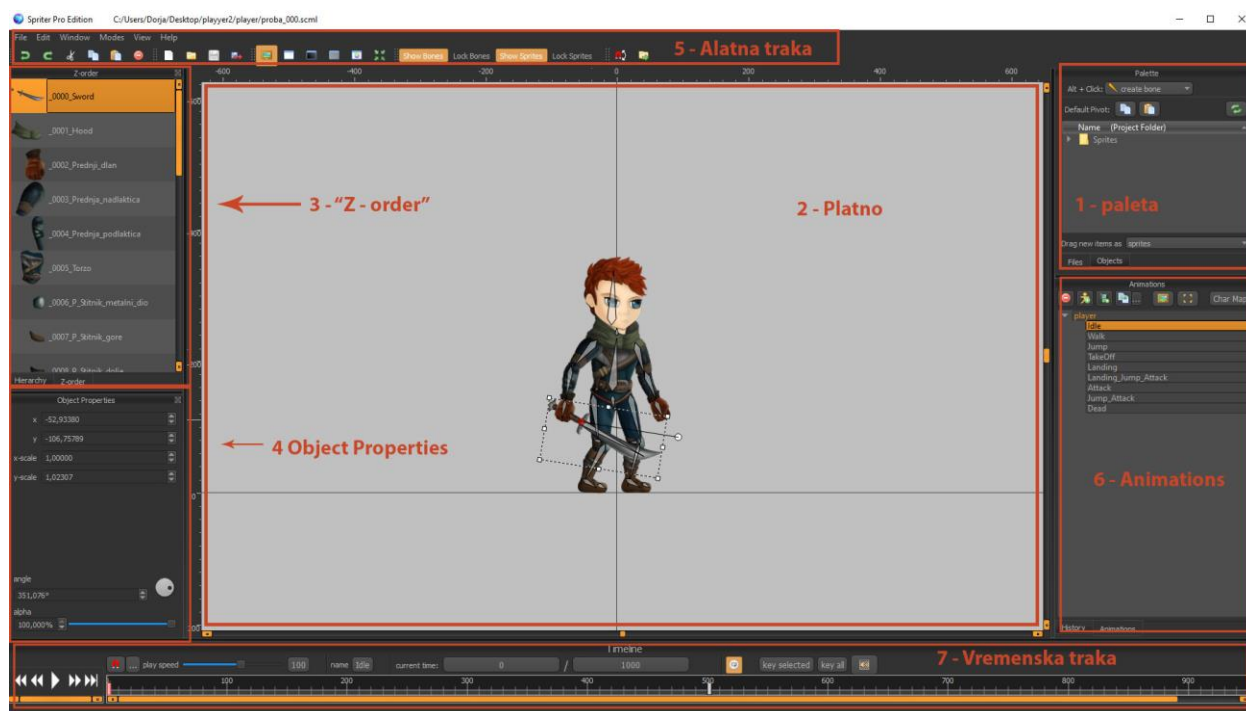 Spriter Pro Edition C:/Users/Dorja/Desktop/playyer2/player/proba_000.scml
File Edit Window Modes View Help
Show Bones Lock Bones Show Sprites Lock Sprites
5 - Alatna traka
Z-order
_0000_Sword
_0001_Hood
_0002_Prednji_dlan
_0003_Prednja_nadlaktica
_0004_Prednja_podlaktica
_0005_Torzo
_0006_P_Stitnik_metalni_dio
_0007_P_Stitnik_gore
Hierarchy Z-order
Object Properties
x -52,93380
y -106,75789
x-scale 1,00000
y-scale 1,02307
angle
351,076°
alpha
100,000%
-600 -400 -200 0 200 400 600
3 - “Z - order”
2 - Platno
4 Object Properties
Palette
Alt + Click: create bone
Default Pivot:
Name (Project Folder)
Sprites
1 - paleta
Drag new items as sprites
Files Objects
Animations
Char Map
player
Idle
Walk
Jump
TakeOff
Landing
Landing_Jump_Attack
Attack
Jump_Attack
Dead
6 - Animations
History Animations
Timeline
play speed 100 name Idle current time: 0 / 1000 key selected key all
7 - Vremenska traka
100 200 300 400 500 600 700 800 900